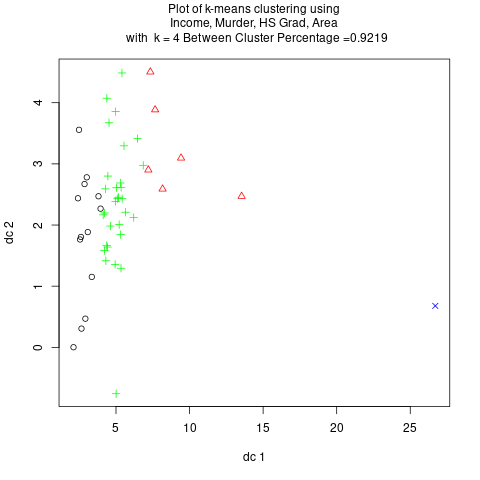 Plot of k-means clustering using
Income, Murder, HS Grad, Area
with k = 4 Between Cluster Percentage =0.9219
4
3
2
1
0
dc 2
5
10
15
20
25
dc 1